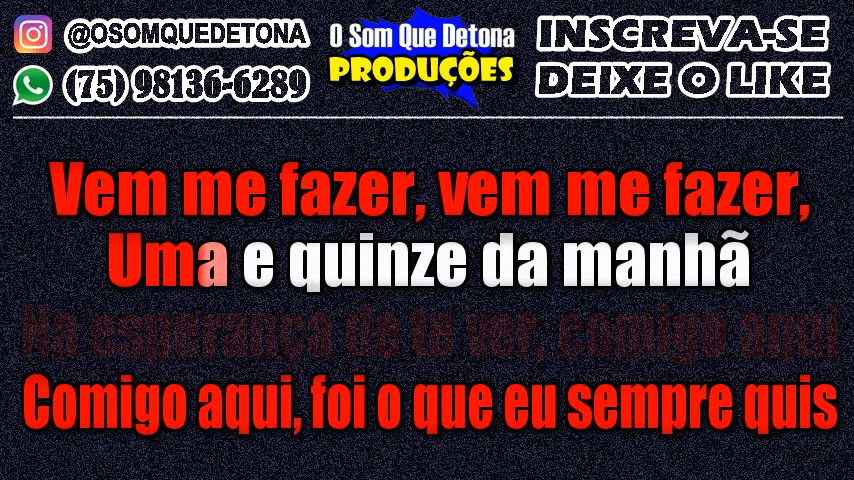 @OSOMQUEDETONA
(75) 98136-6289
O Som Que Detona
PRODUÇÕES
INSCREVA-SE
DEIXE O LIKE
Vem me fazer, vem me fazer,
Uma e quinze da manhã
Na esperança de te ver, comigo aqui
Comigo aqui, foi o que eu sempre quis